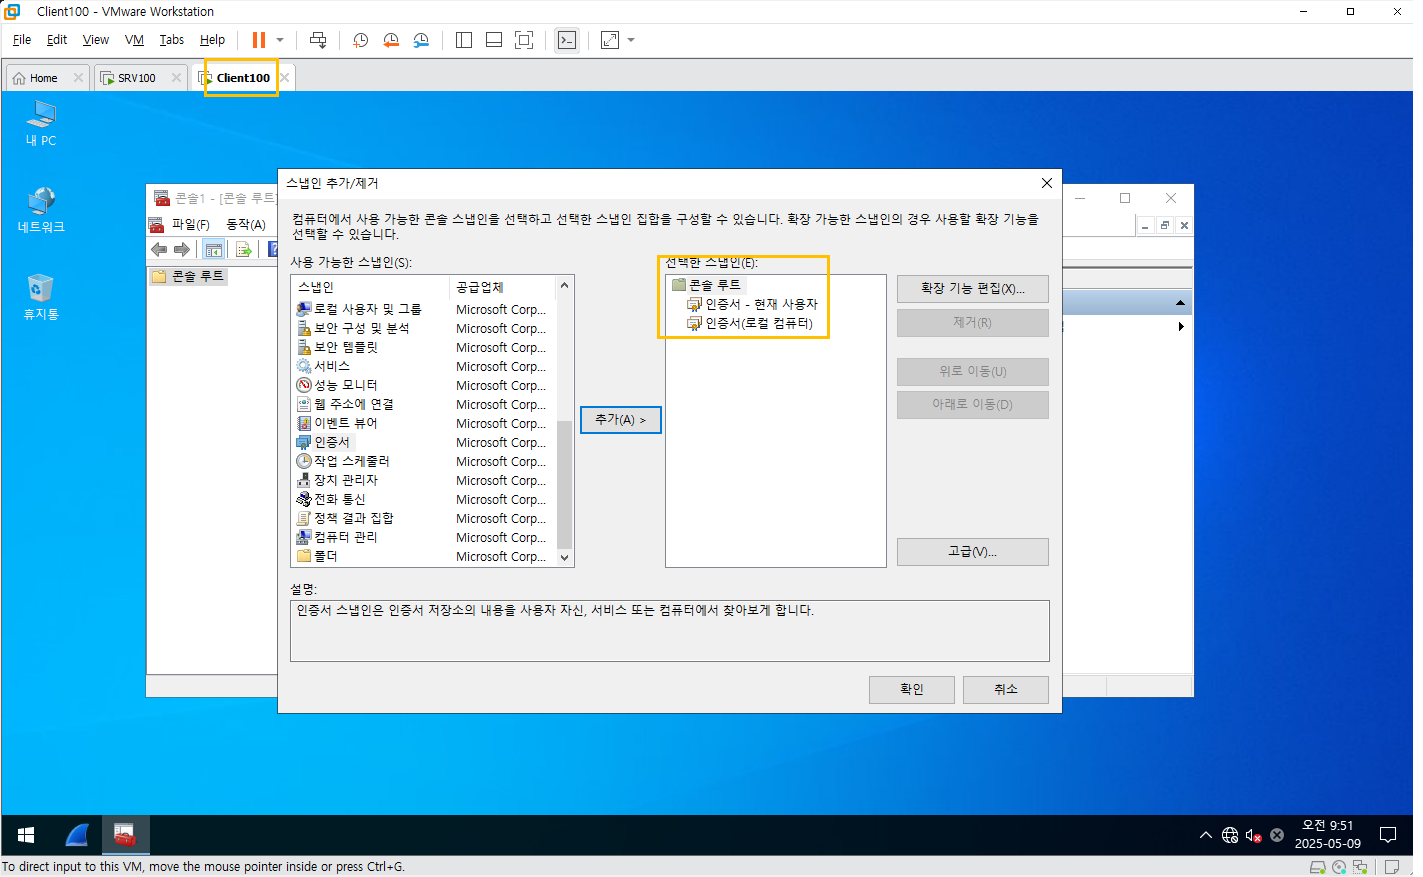 Client100 - VMware Workstation
File Edit View VM Tabs Help
Home SRV100 Client100
내 PC
네트워크
휴지통
콘솔1 - [콘솔 루트]
파일(F) 동작(A)
콘솔 루트
스냅인 추가/제거
컴퓨터에서 사용 가능한 콘솔 스냅인을 선택하고 선택한 스냅인 집합을 구성할 수 있습니다. 확장 가능한 스냅인의 경우 사용할 확장 기능을
선택할 수 있습니다.
사용 가능한 스냅인(S):
스냅인 공급업체
로컬 사용자 및 그룹 Microsoft Corp...
보안 구성 및 분석 Microsoft Corp...
보안 템플릿 Microsoft Corp...
서비스 Microsoft Corp...
성능 모니터 Microsoft Corp...
웹 주소에 연결 Microsoft Corp...
이벤트 뷰어 Microsoft Corp...
인증서 Microsoft Corp...
작업 스케줄러 Microsoft Corp...
장치 관리자 Microsoft Corp...
전화 통신 Microsoft Corp...
정책 결과 집합 Microsoft Corp...
컴퓨터 관리 Microsoft Corp...
폴더 Microsoft Corp...
추가(A) >
선택한 스냅인(E):
콘솔 루트
인증서 - 현재 사용자
인증서(로컬 컴퓨터)
확장 기능 편집(X)...
제거(R)
위로 이동(U)
아래로 이동(D)
고급(V)...
설명:
인증서 스냅인은 인증서 저장소의 내용을 사용자 자신, 서비스 또는 컴퓨터에서 찾아보게 합니다.
확인 취소
오전 9:51
2025-05-09
To direct input to this VM, move the mouse pointer inside or press Ctrl+G.